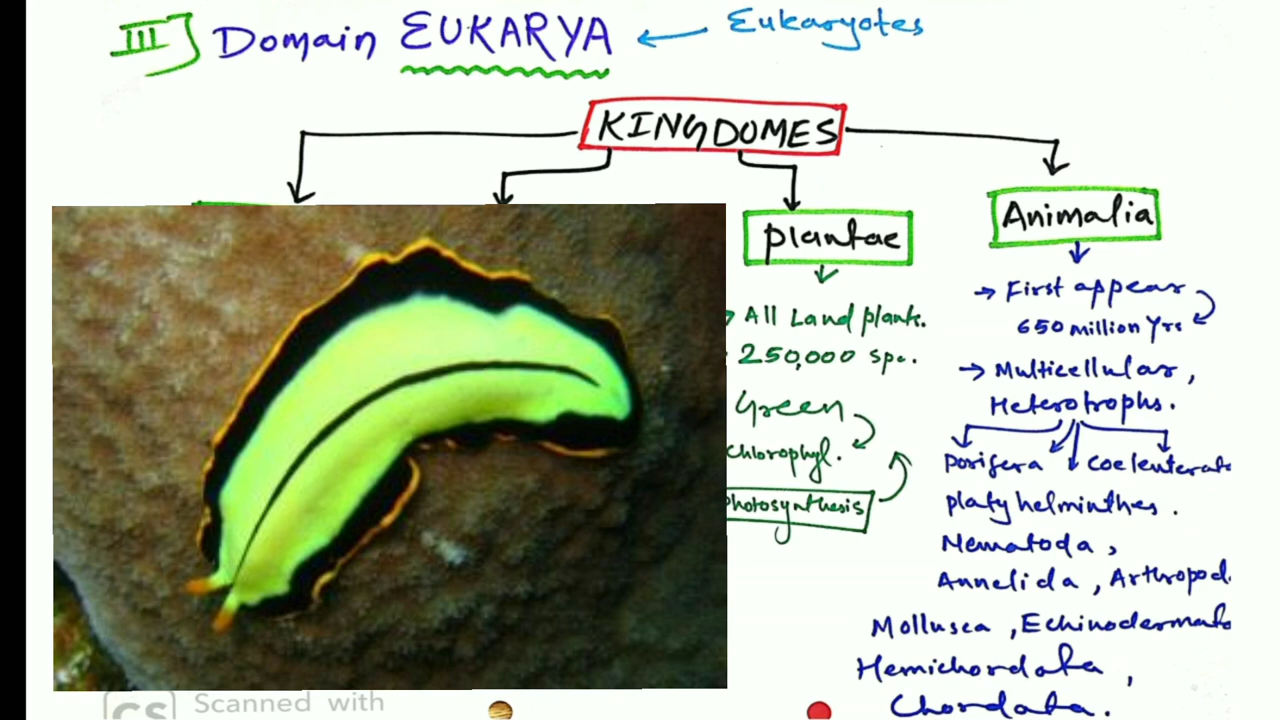 III] Domain EUKARYA ← Eukaryotes
KINGDOMES
plantae
↓
All Land plants.
250,000 spe.
Green
chlorophyl.
photosynthesis
Animalia
↓
→ First appear
650 million Yrs
→ Multicellular,
Heterotrophs.
porifera Coelenterata
platyhelminthes.
Nematoda,
Annelida, Arthropod.
Mollusca, Echinodermata
Hemichordata,
Chordata.
CS Scanned with